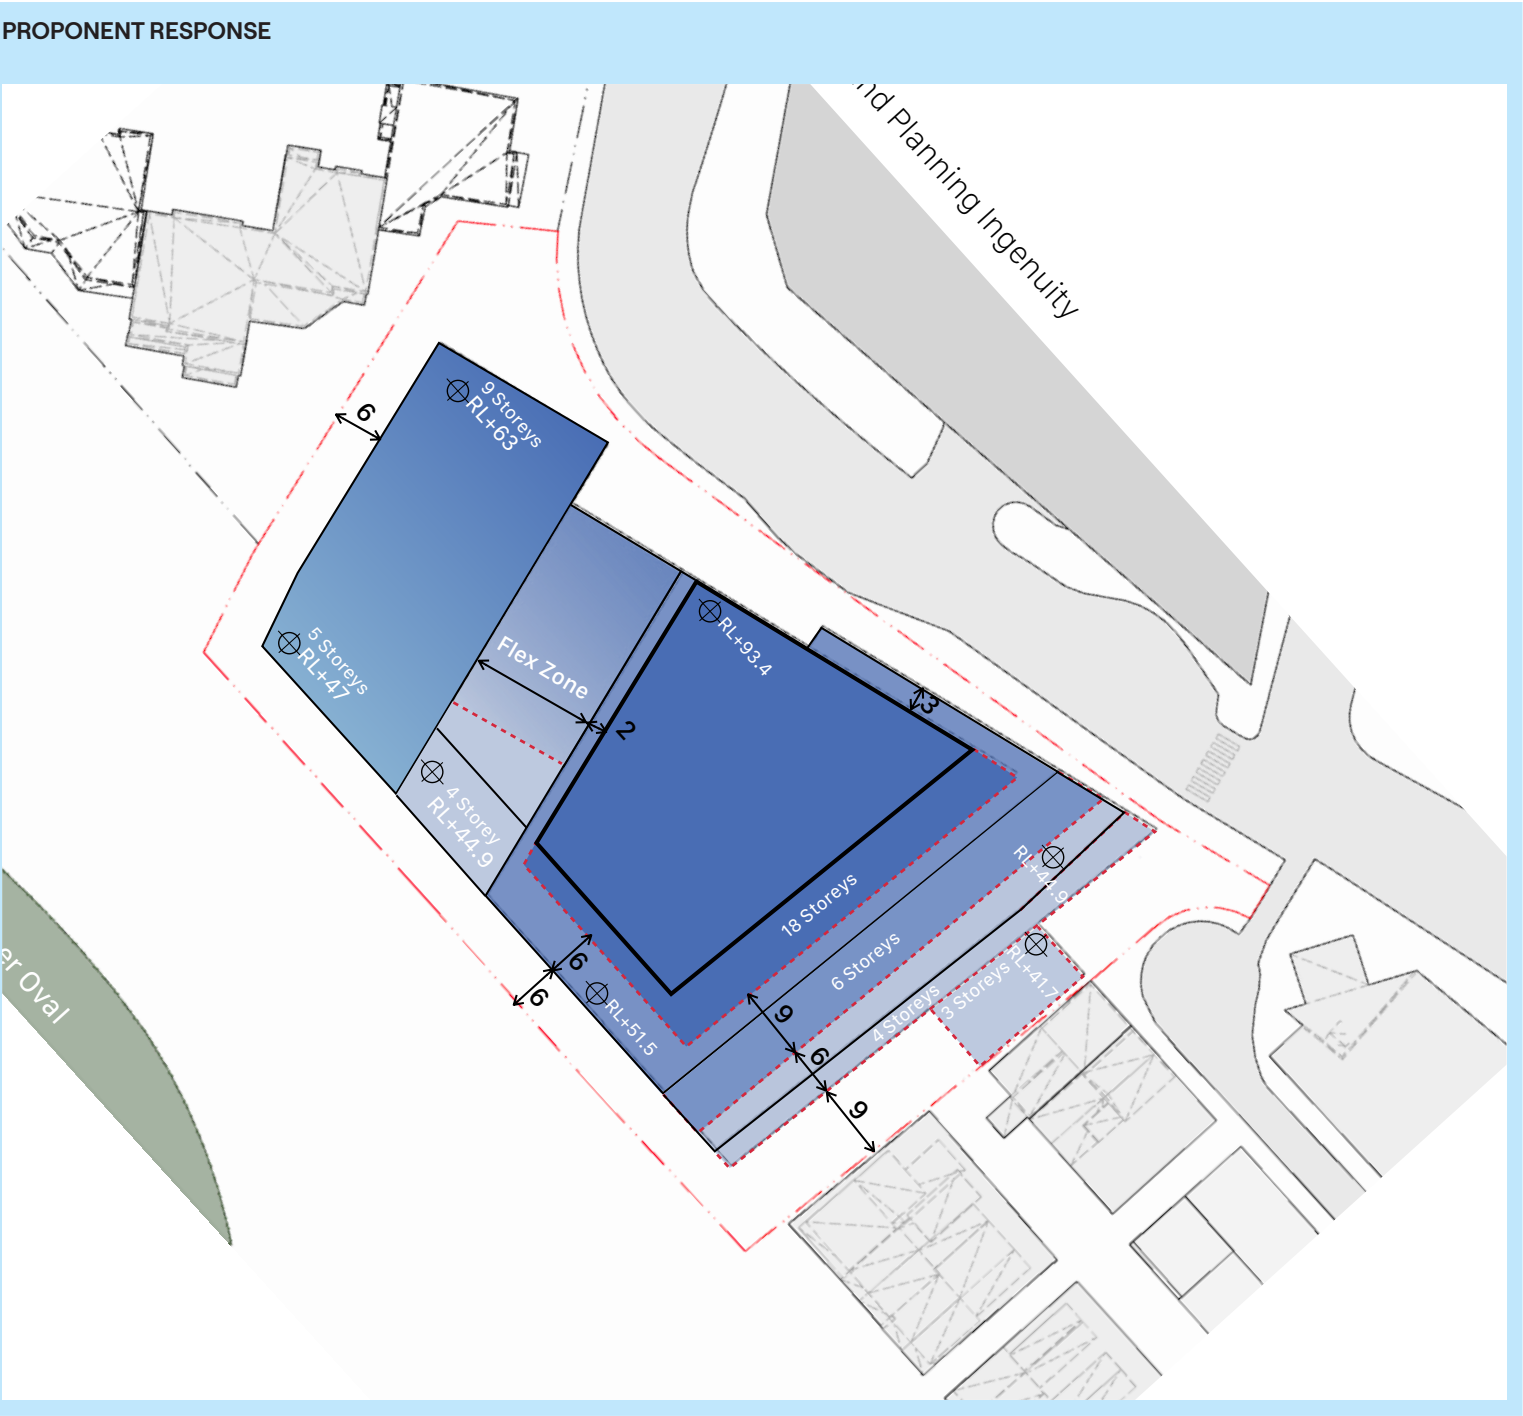 PROPONENT RESPONSE
nd Planning Ingenuity
9 Storeys
RL+63
6
5 Storeys
RL+47
Flex Zone
2
RL+93.4
3
4 Storey
RL+44.9
18 Storeys
RL+44.9
6 Storeys
RL+41.7
3 Storeys
4 Storeys
6
6
RL+51.5
9
6
9
er Oval